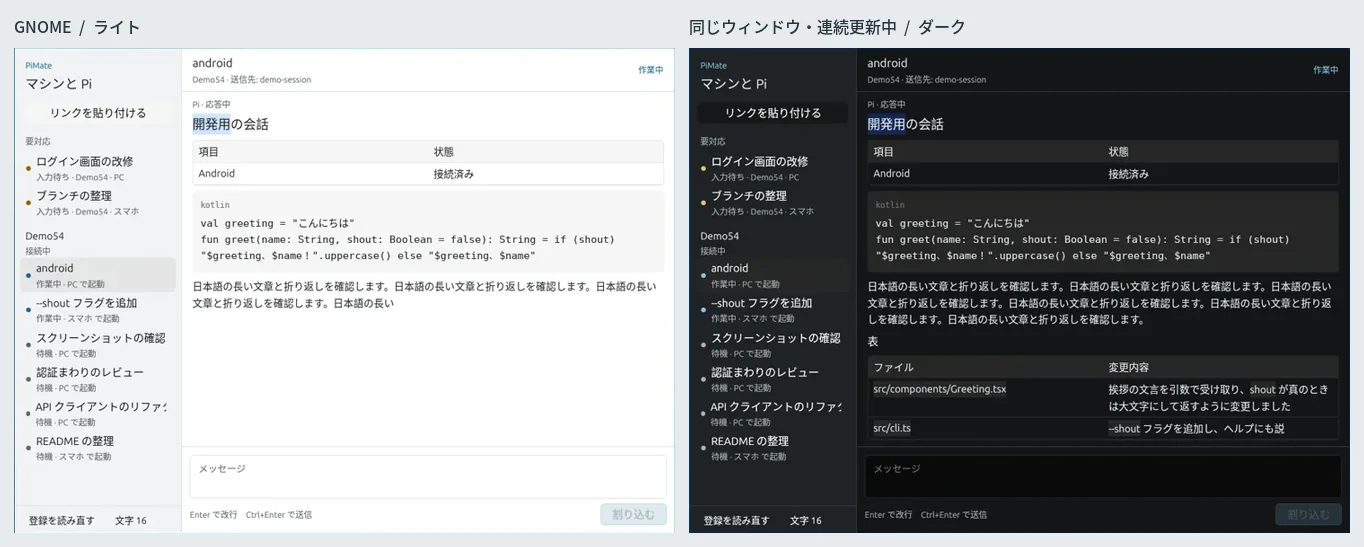 GNOME / ライト
PiMate
マシンと Pi
リンクを貼り付ける
要対応
ログイン画面の改修
入力待ち · Demo54 · PC
ブランチの整理
入力待ち · Demo54 · スマホ
Demo54
接続中
android
作業中 · PC で起動
--shout フラグを追加
作業中 · スマホ で起動
スクリーンショットの確認
待機 · PC で起動
認証まわりのレビュー
待機 · PC で起動
API クライアントのリファク
待機 · PC で起動
README の整理
待機 · スマホ で起動
登録を読み直す 文字 16
android
Demo54 · 送信先: demo-session
作業中
Pi · 応答中
開発用の会話
項目 状態
Android 接続済み
kotlin
val greeting = "こんにちは"
fun greet(name: String, shout: Boolean = false): String = if (shout)
"$greeting、$name！".uppercase() else "$greeting、$name"
日本語の長い文章と折り返しを確認します。日本語の長い文章と折り返しを確認します。日本語の長い
文章と折り返しを確認します。日本語の長い
メッセージ
Enter で改行 Ctrl+Enter で送信
割り込む
同じウィンドウ・連続更新中 / ダーク
PiMate
マシンと Pi
リンクを貼り付ける
要対応
ログイン画面の改修
入力待ち · Demo54 · PC
ブランチの整理
入力待ち · Demo54 · スマホ
Demo54
接続中
android
作業中 · PC で起動
--shout フラグを追加
作業中 · スマホ で起動
スクリーンショットの確認
待機 · PC で起動
認証まわりのレビュー
待機 · PC で起動
API クライアントのリファク
待機 · PC で起動
README の整理
待機 · スマホ で起動
登録を読み直す 文字 16
android
Demo54 · 送信先: demo-session
作業中
Pi · 応答中
開発用の会話
項目 状態
Android 接続済み
kotlin
val greeting = "こんにちは"
fun greet(name: String, shout: Boolean = false): String = if (shout)
"$greeting、$name！".uppercase() else "$greeting、$name"
日本語の長い文章と折り返しを確認します。日本語の長い文章と折り返しを確認します。日本語の長い
文章と折り返しを確認します。日本語の長い文章と折り返しを確認します。日本語の長い文章と折り返
しを確認します。日本語の長い文章と折り返しを確認します。
表
ファイル 変更内容
src/components/Greeting.tsx 挨拶の文言を引数で受け取り、shout が真のとき
は大文字にして返すように変更しました
src/cli.ts --shout フラグを追加し、ヘルプにも説
メッセージ
Enter で改行 Ctrl+Enter で送信
割り込む